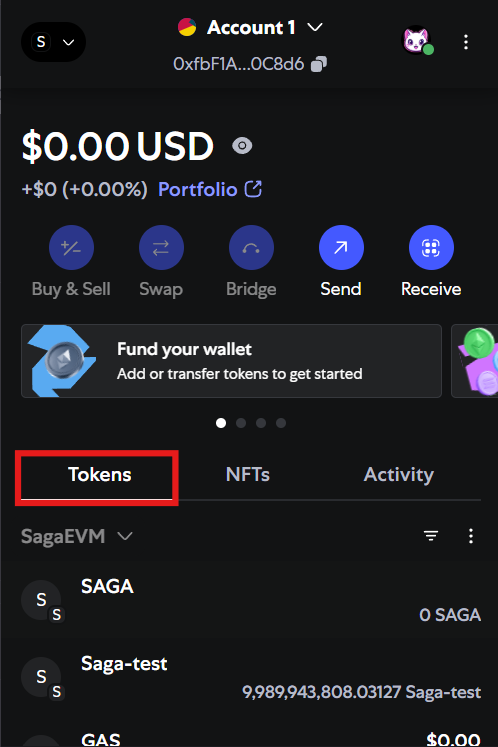 S
Account 1
0xfbF1A...0C8d6
$0.00 USD
+$0 (+0.00%) Portfolio
Buy & Sell Swap Bridge Send Receive
Fund your wallet
Add or transfer tokens to get started
Tokens NFTs Activity
SagaEVM
S S SAGA
0 SAGA
S S Saga-test
9,989,943,808.03127 Saga-test
GAS $0.00